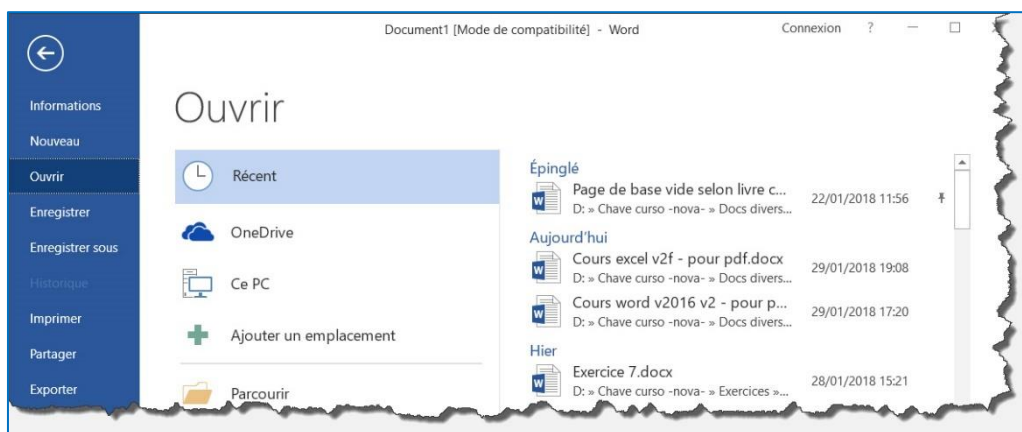 Document1 [Mode de compatibilité] - Word
Connexion ?
Informations
Nouveau
Ouvrir
Enregistrer
Enregistrer sous
Historique
Imprimer
Partager
Exporter
Ouvrir
Récent
OneDrive
Ce PC
Ajouter un emplacement
Parcourir
Épinglé
Page de base vide selon livre c... 22/01/2018 11:56
D: » Chave curso -nova- » Docs divers...
Aujourd'hui
Cours excel v2f - pour pdf.docx 29/01/2018 19:08
D: » Chave curso -nova- » Docs divers...
Cours word v2016 v2 - pour p... 29/01/2018 17:20
D: » Chave curso -nova- » Docs divers...
Hier
Exercice 7.docx 28/01/2018 15:21
D: » Chave curso -nova- » Exercices »...